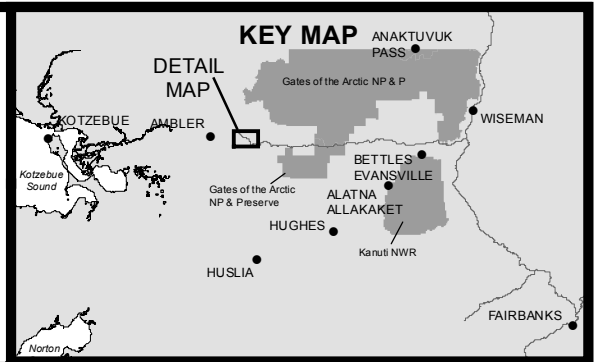 KEY MAP
ANAKTUVUK
PASS
DETAIL
MAP
Gates of the Arctic NP & P
KOTZEBUE
AMBLER
WISEMAN
Kotzebue
Sound
BETTLES
EVANSVILLE
Gates of the Arctic
NP & Preserve
ALATNA
ALLAKAKET
HUGHES
Kanuti NWR
HUSLIA
FAIRBANKS
Norton